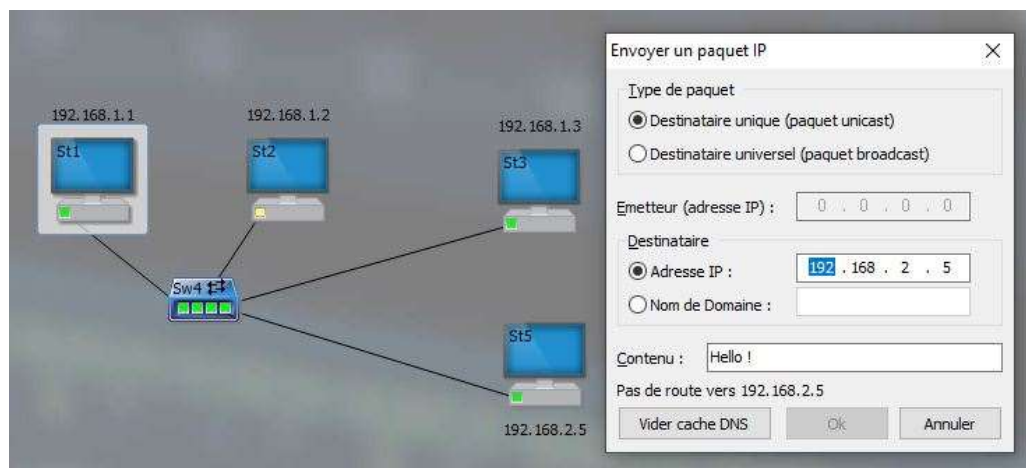 192.168.1.1
St1
192.168.1.2
St2
192.168.1.3
St3
Sw4
St5
192.168.2.5
Envoyer un paquet IP
Type de paquet
Destinataire unique (paquet unicast)
Destinataire universel (paquet broadcast)
Emetteur (adresse IP) : 0 . 0 . 0 . 0
Destinataire
Adresse IP : 192 . 168 . 2 . 5
Nom de Domaine :
Contenu : Hello !
Pas de route vers 192.168.2.5
Vider cache DNS Ok Annuler